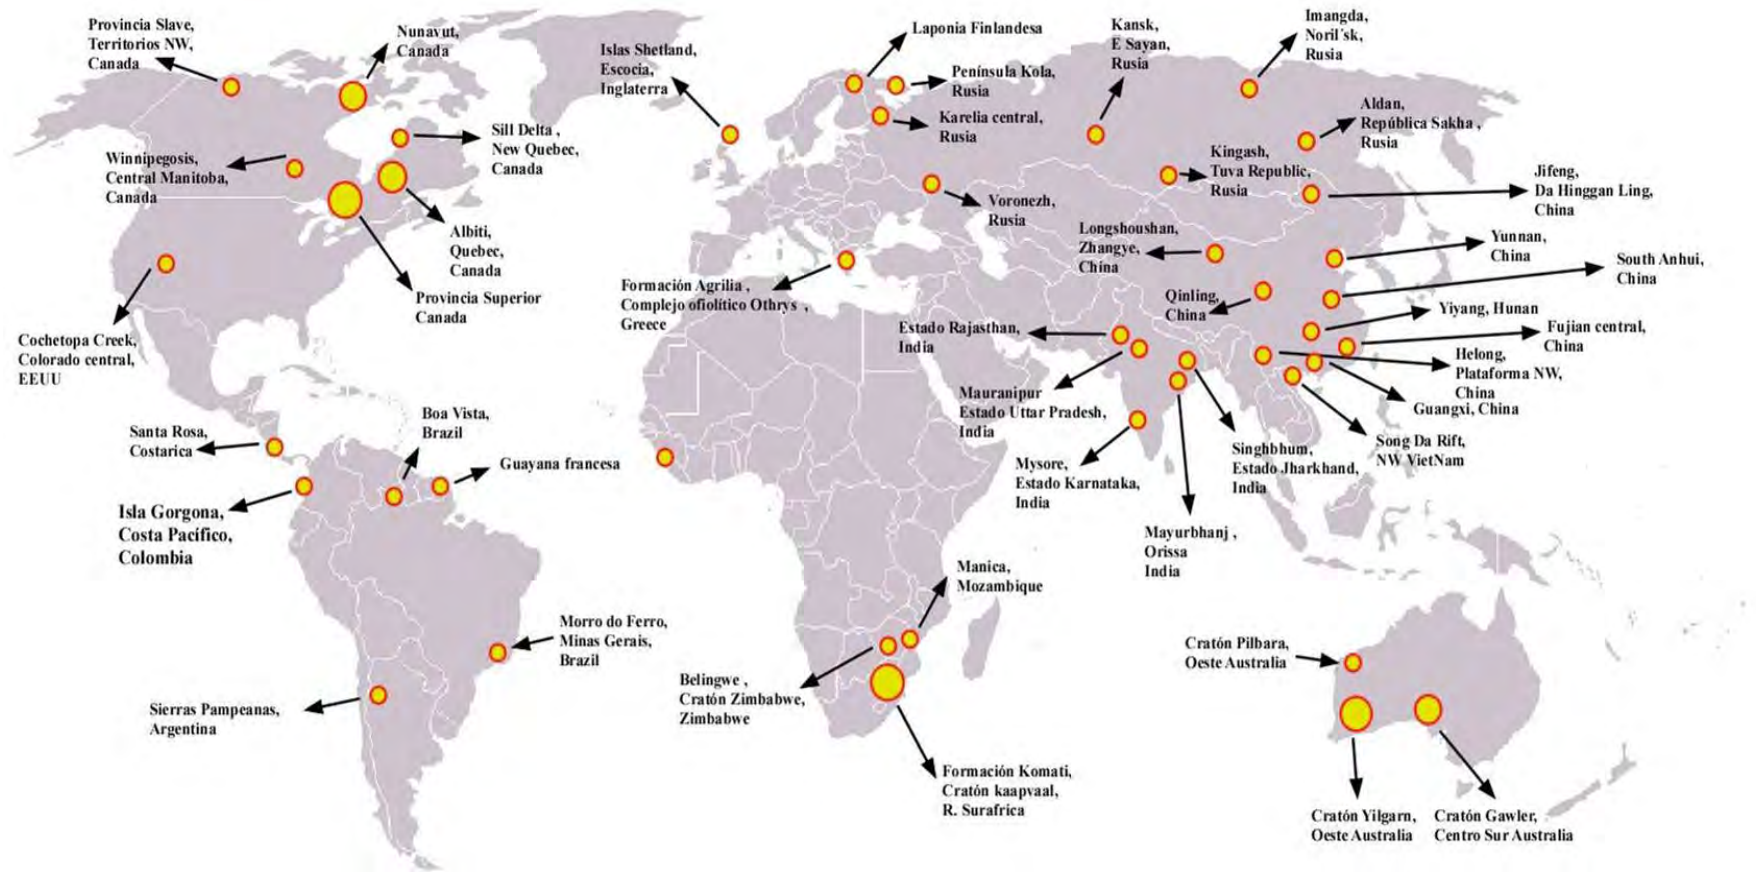 Provincia Slave,
Territorios NW,
Canada
Nunavut,
Canada
Islas Shetland,
Escocia,
Inglaterra
Laponia Finlandesa
Península Kola,
Rusia
Karelia central,
Rusia
Kansk,
E Sayan,
Rusia
Imangda,
Noril´sk,
Rusia
Aldan,
República Sakha ,
Rusia
Winnipegosis,
Central Manitoba,
Canada
Sill Delta ,
New Quebec,
Canada
Albiti,
Quebec,
Canada
Provincia Superior
Canada
Cochetopa Creek,
Colorado central,
EEUU
Voronezh,
Rusia
Kingash,
Tuva Republic,
Rusia
Jifeng,
Da Hinggan Ling,
China
Longshoushan,
Zhangye,
China
Yunnan,
China
South Anhui,
China
Formación Agrilia ,
Complejo ofiolítico Othrys ,
Greece
Qinling,
China
Yiyang, Hunan
Estado Rajasthan,
India
Fujian central,
China
Helong,
Plataforma NW,
China
Guangxi, China
Mauranipur
Estado Uttar Pradesh,
India
Song Da Rift,
NW VietNam
Mysore,
Estado Karnataka,
India
Singhbhum,
Estado Jharkhand,
India
Mayurbhanj ,
Orissa
India
Santa Rosa,
Costarica
Boa Vista,
Brazil
Guayana francesa
Isla Gorgona,
Costa Pacífico,
Colombia
Morro do Ferro,
Minas Gerais,
Brazil
Sierras Pampeanas,
Argentina
Manica,
Mozambique
Belingwe ,
Cratón Zimbabwe,
Zimbabwe
Formación Komati,
Cratón kaapvaal,
R. Surafrica
Cratón Pilbara,
Oeste Australia
Cratón Yilgarn,
Oeste Australia
Cratón Gawler,
Centro Sur Australia